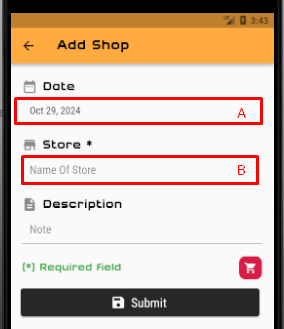 3:43
Add Shop
Date
Oct 29, 2024 A
Store *
Name Of Store B
Description
Note
(*) Required field
Submit